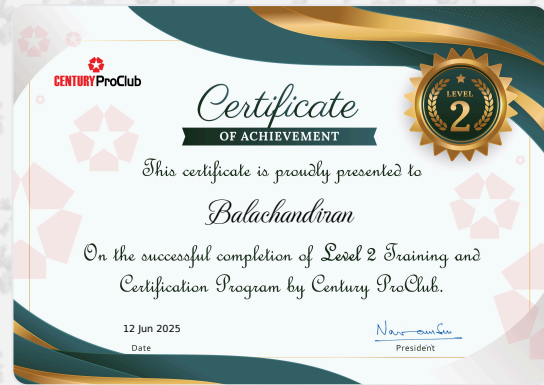 CENTURY ProClub
LEVEL
2
Certificate
OF ACHIEVEMENT
This certificate is proudly presented to
Balachandiran
On the successful completion of Level 2 Training and
Certification Program by Century ProClub.
12 Jun 2025
Date
President